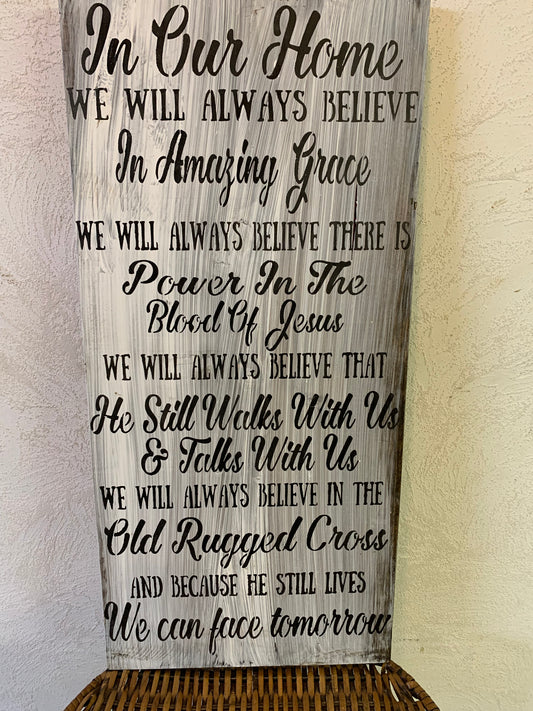 In Our Home
WE WILL ALWAYS BELIEVE
In Amazing Grace
WE WILL ALWAYS BELIEVE THERE IS
Power In The
Blood Of Jesus
WE WILL ALWAYS BELIEVE THAT
He Still Walks With Us
& Talks With Us
WE WILL ALWAYS BELIEVE IN THE
Old Rugged Cross
AND BECAUSE HE STILL LIVES
We can face tomorrow